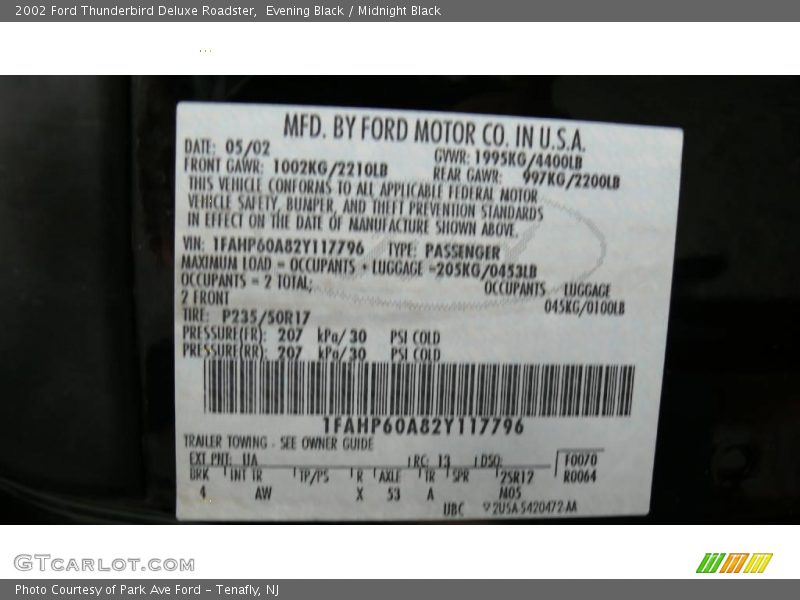 2002 Ford Thunderbird Deluxe Roadster, Evening Black / Midnight Black
MFD. BY FORD MOTOR CO. IN U.S.A.
DATE: 05/02 GVWR: 1995KG/4400LB
FRONT GAWR: 1002KG/2210LB REAR GAWR: 997KG/2200LB
THIS VEHICLE CONFORMS TO ALL APPLICABLE FEDERAL MOTOR
VEHICLE SAFETY, BUMPER, AND THEFT PREVENTION STANDARDS
IN EFFECT ON THE DATE OF MANUFACTURE SHOWN ABOVE.
VIN: 1FAHP60A82Y117796 TYPE: PASSENGER
MAXIMUM LOAD = OCCUPANTS + LUGGAGE =205KG/0453LB
OCCUPANTS = 2 TOTAL; OCCUPANTS LUGGAGE
2 FRONT 045KG/0100LB
TIRE: P235/50R17
PRESSURE(FR): 207 kPa/30 PSI COLD
PRESSURE(RR): 207 kPa/30 PSI COLD
1FAHP60A82Y117796
TRAILER TOWING - SEE OWNER GUIDE
EXT PNT: UA RC: 13 DSO: F0070
BRK INT TR TP/PS R AXLE TR SPR 2SR12 R0064
4 AW X 53 A M05
UBC 2U5A 5420472 AA
GTCARLOT.COM
Photo Courtesy of Park Ave Ford - Tenafly, NJ